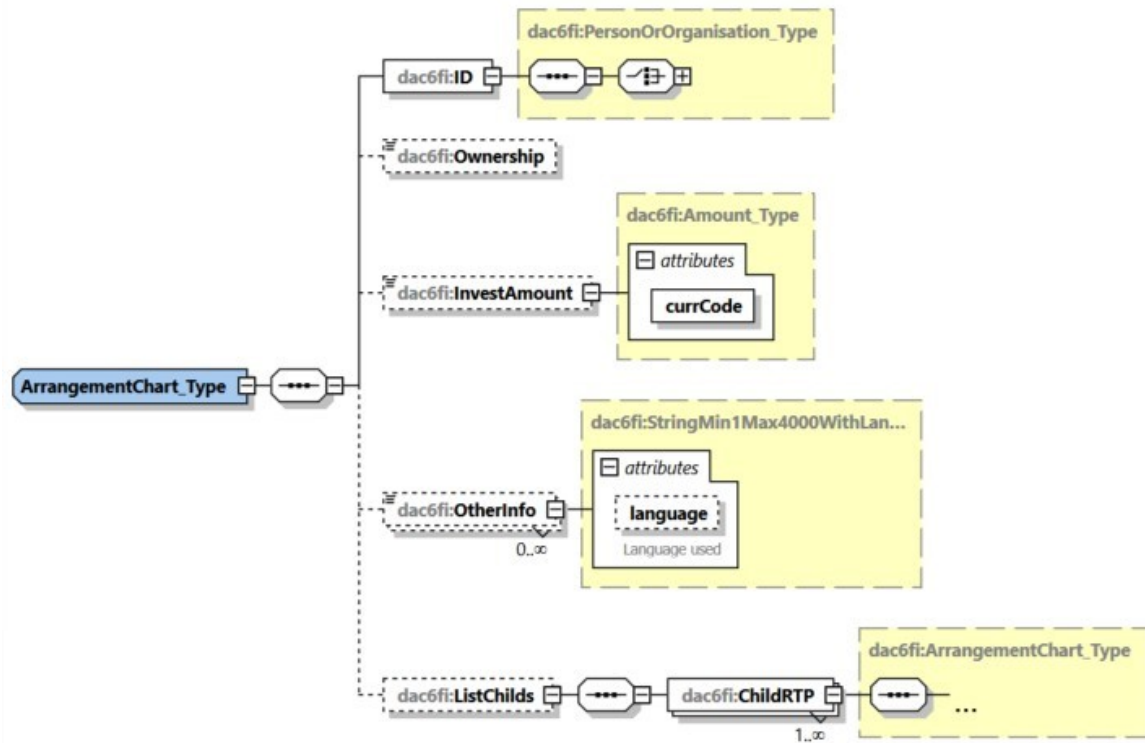 dac6fi:PersonOrOrganisation_Type
dac6fi:ID
dac6fi:Ownership
dac6fi:Amount_Type
attributes
dac6fi:InvestAmount
currCode
ArrangementChart_Type
dac6fi:StringMin1Max4000WithLan...
attributes
dac6fi:OtherInfo
language
0..∞
Language used
dac6fi:ArrangementChart_Type
dac6fi:ListChilds
dac6fi:ChildRTP
...
1..∞